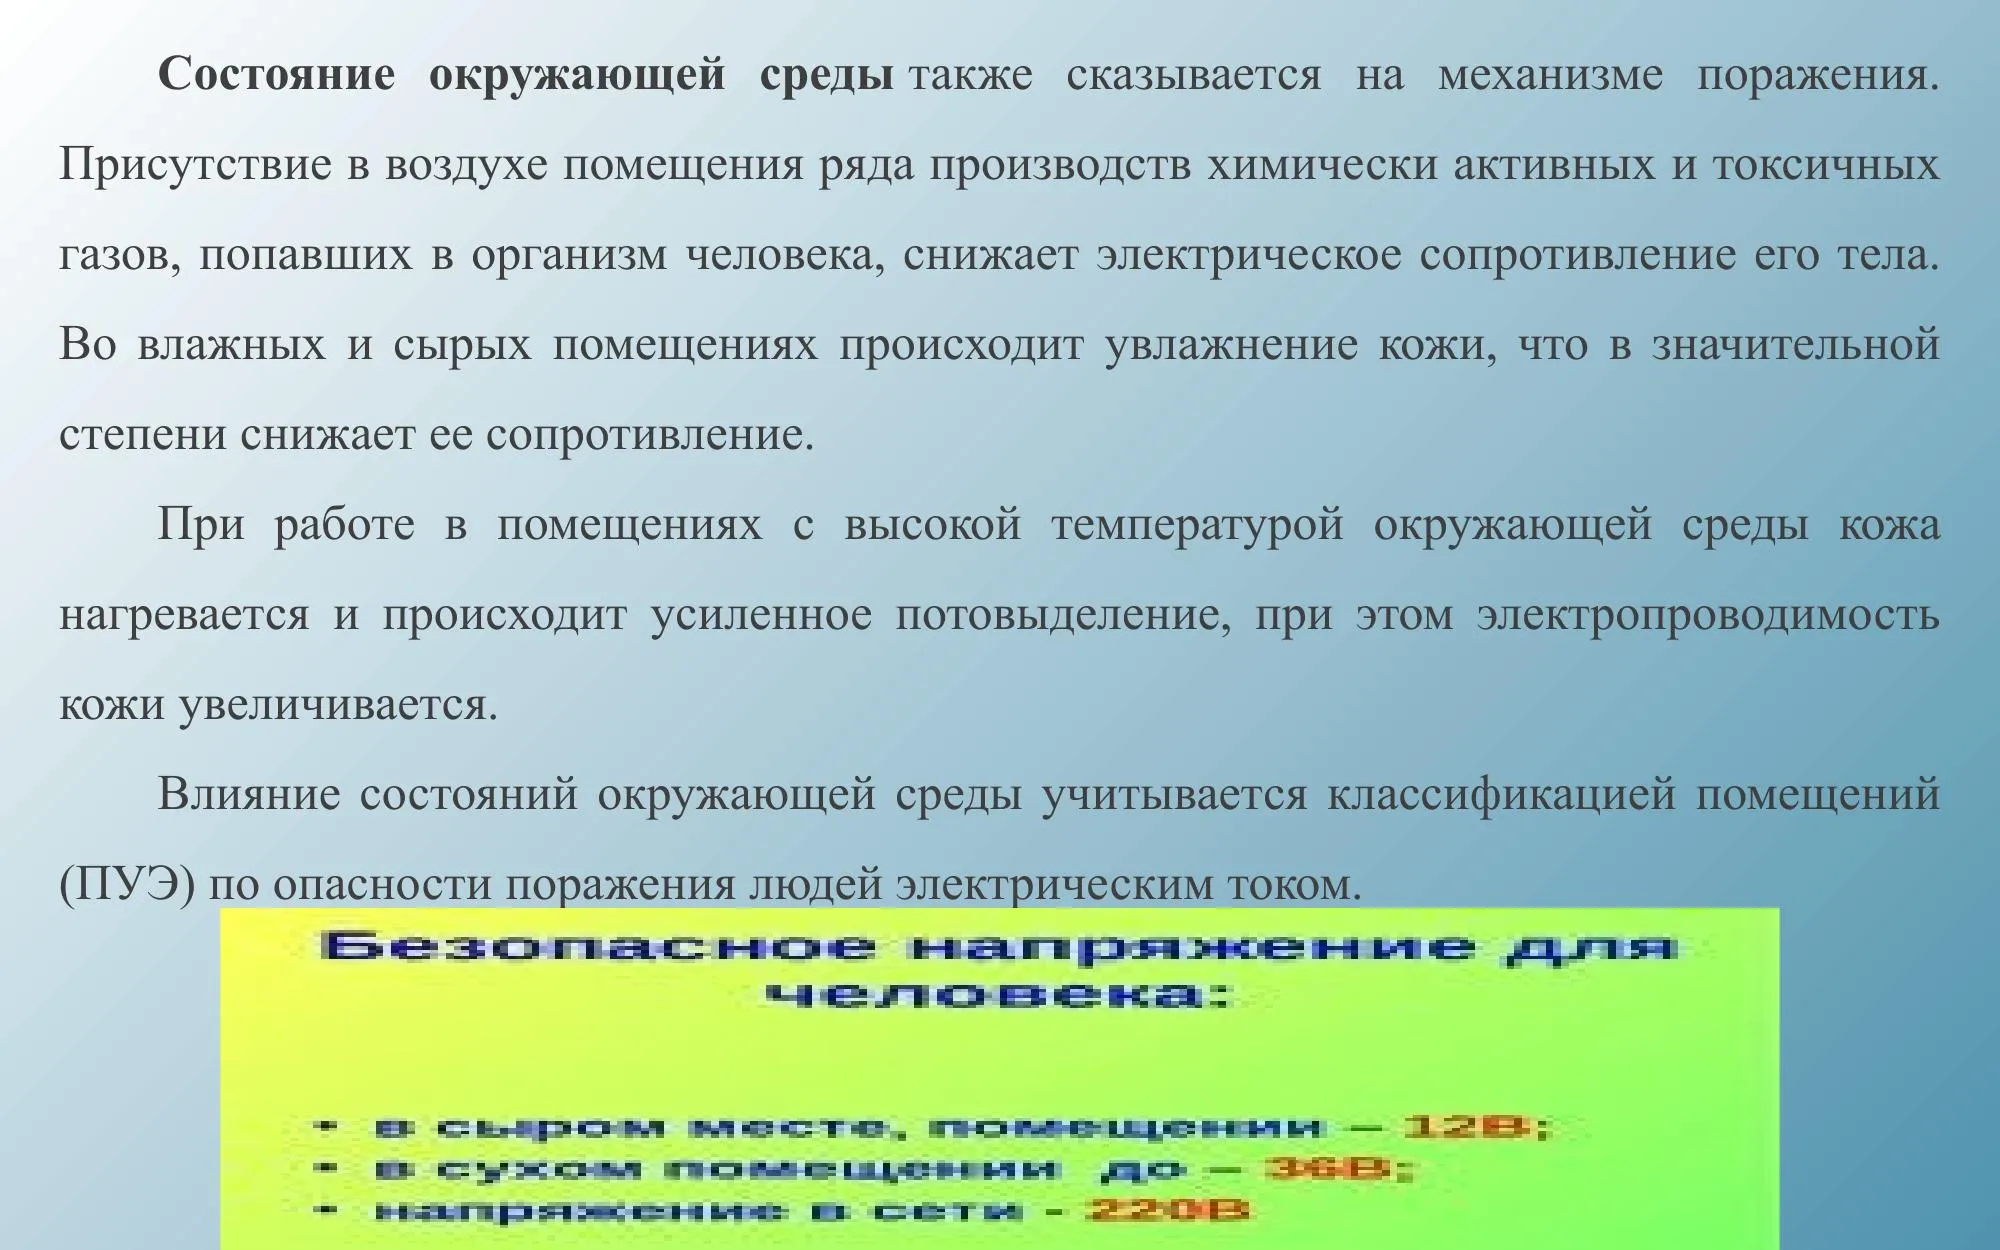 Состояние окружающей среды также сказывается на механизме поражения.
Присутствие в воздухе помещения ряда производств химически активных и токсичных
газов, попавших в организм человека, снижает электрическое сопротивление его тела.
Во влажных и сырых помещениях происходит увлажнение кожи, что в значительной
степени снижает ее сопротивление.
При работе в помещениях с высокой температурой окружающей среды кожа
нагревается и происходит усиленное потовыделение, при этом электропроводимость
кожи увеличивается.
Влияние состояний окружающей среды учитывается классификацией помещений
(ПУЭ) по опасности поражения людей электрическим током.
Безопасное напряжение для
человека:
• в сыром месте, помещении – 12В;
• в сухом помещении до – 36В;
• напряжение в сети - 220В